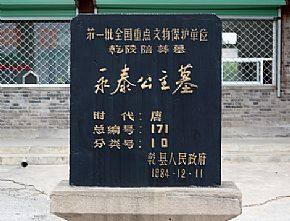 第一批全国重点文物保护单位
乾陵陪葬墓
永泰公主墓
时代:唐
总编号:171
分类号:10
乾县人民政府
1984·12·11